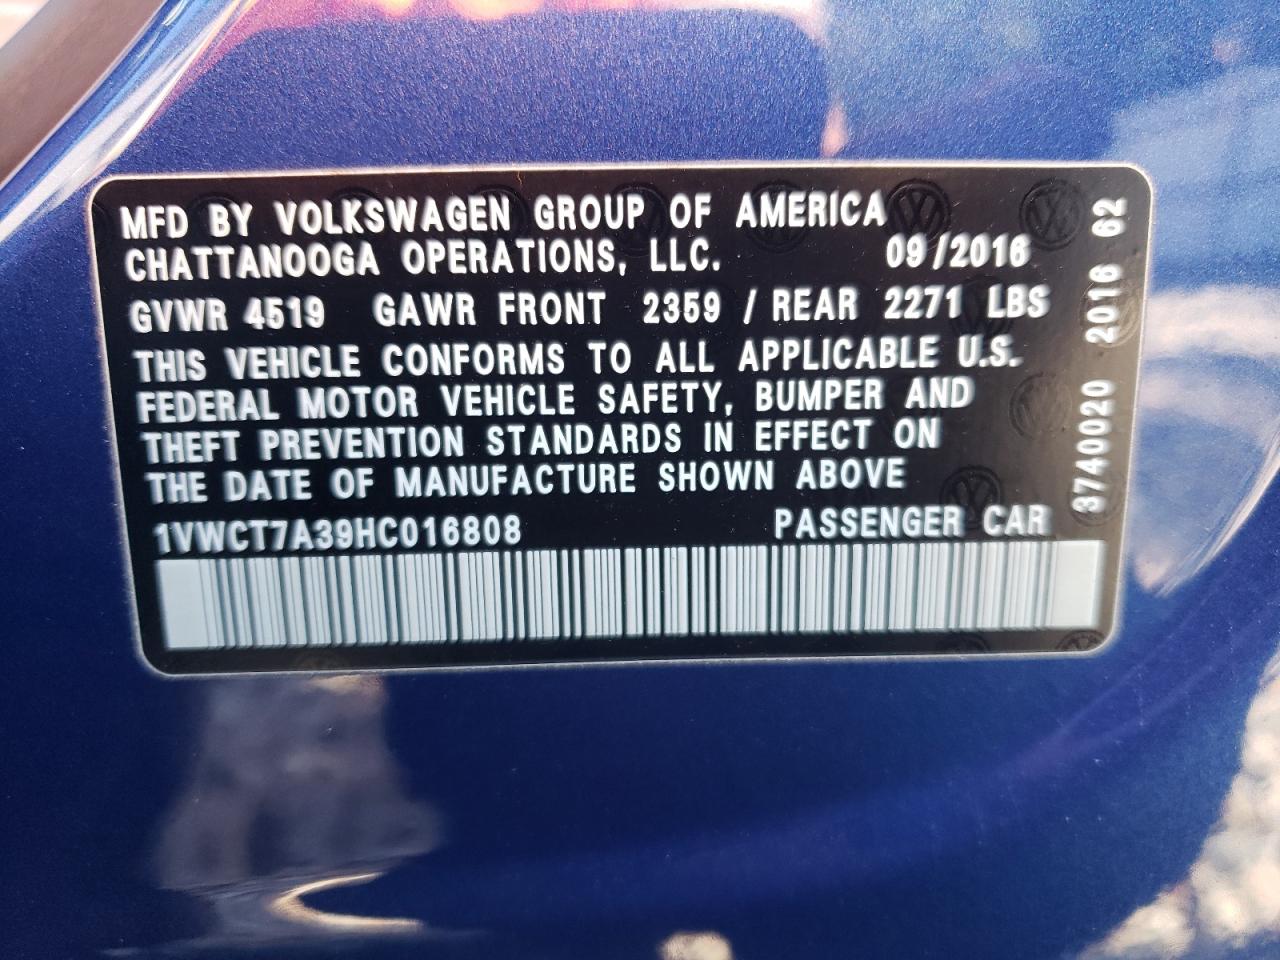 MFD BY VOLKSWAGEN GROUP OF AMERICA
CHATTANOOGA OPERATIONS, LLC. 09/2016
GVWR 4519 GAWR FRONT 2359 / REAR 2271 LBS
THIS VEHICLE CONFORMS TO ALL APPLICABLE U.S.
FEDERAL MOTOR VEHICLE SAFETY, BUMPER AND
THEFT PREVENTION STANDARDS IN EFFECT ON
THE DATE OF MANUFACTURE SHOWN ABOVE
1VWCT7A39HC016808 PASSENGER CAR
3740020 2016 62